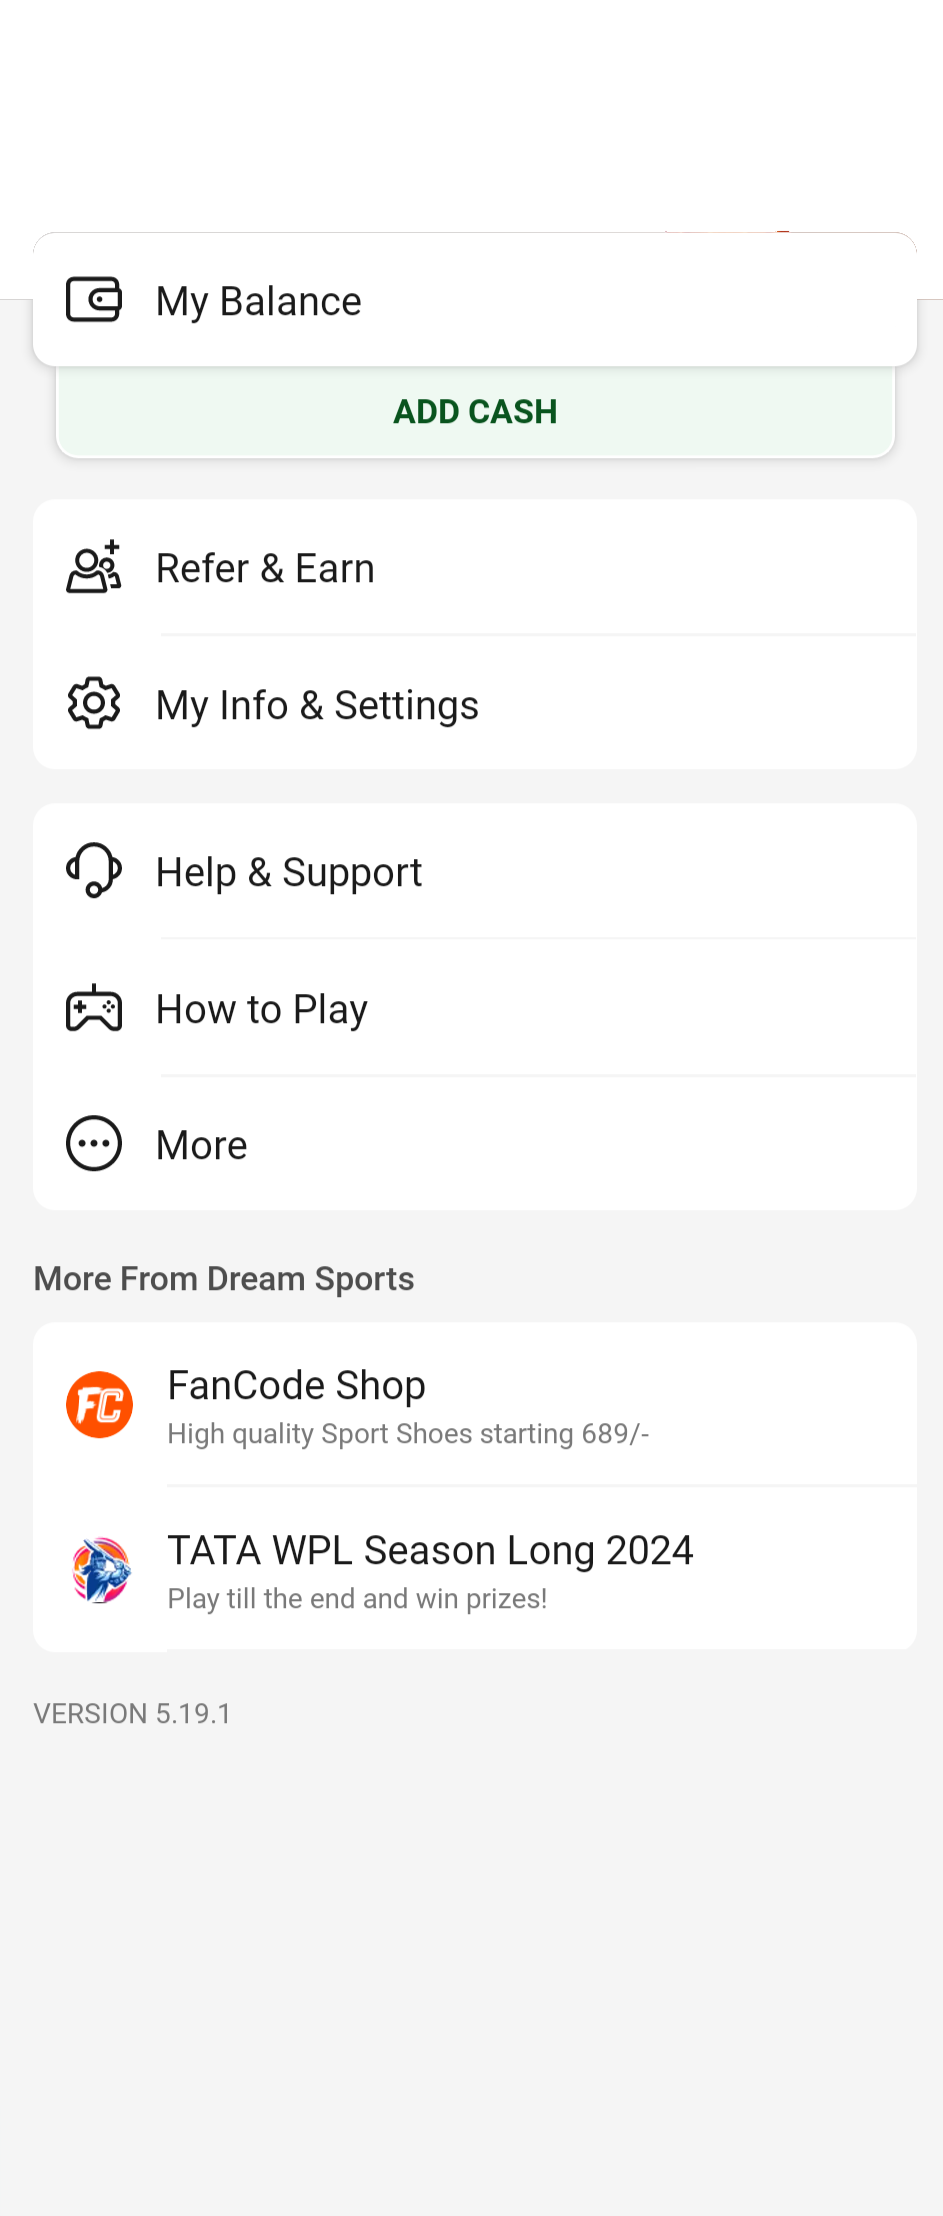 My Balance
ADD CASH
Refer & Earn
My Info & Settings
Help & Support
How to Play
More
More From Dream Sports
FC
FanCode Shop
High quality Sport Shoes starting 689/-
TATA WPL Season Long 2024
Play till the end and win prizes!
VERSION 5.19.1